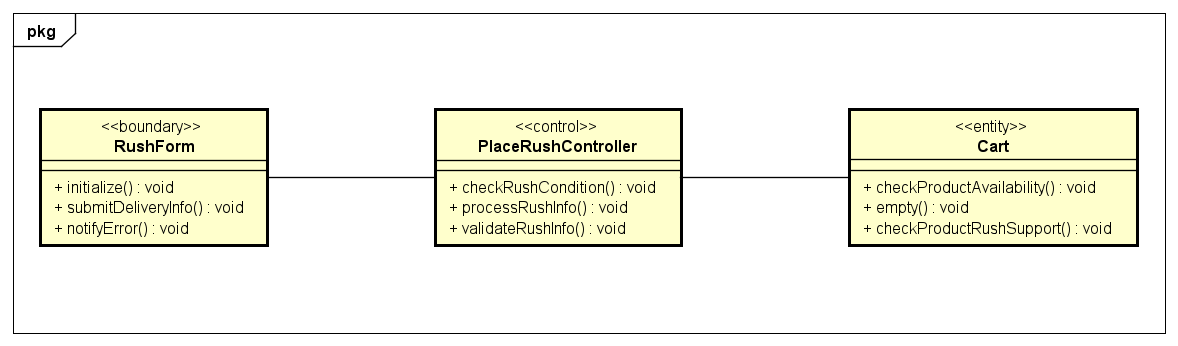 pkg
<<boundary>>
RushForm
+ initialize() : void
+ submitDeliveryInfo() : void
+ notifyError() : void
<<control>>
PlaceRushController
+ checkRushCondition() : void
+ processRushInfo() : void
+ validateRushInfo() : void
<<entity>>
Cart
+ checkProductAvailability() : void
+ empty() : void
+ checkProductRushSupport() : void